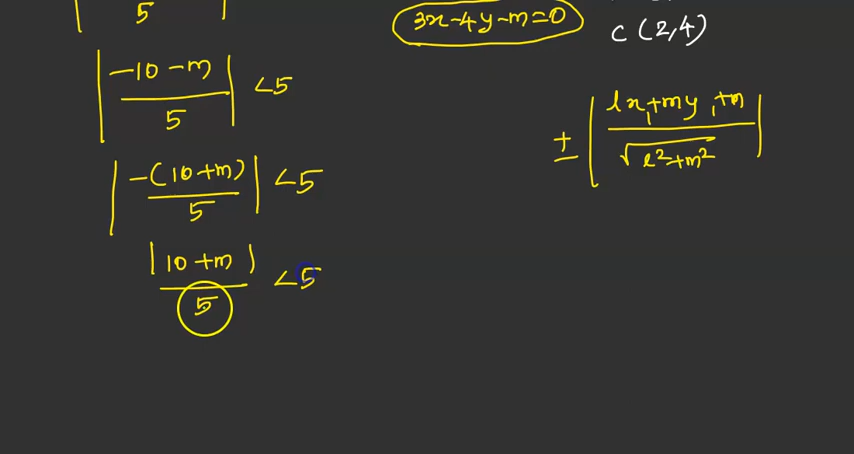 | 5 |
|(-10 - m)/5| < 5
|-(10 + m)/5| < 5
|10 + m|/5 < 5
3x - 4y - m = 0
C (2, 4)
± |(lx₁ + my₁ + n)/√(l² + m²)|